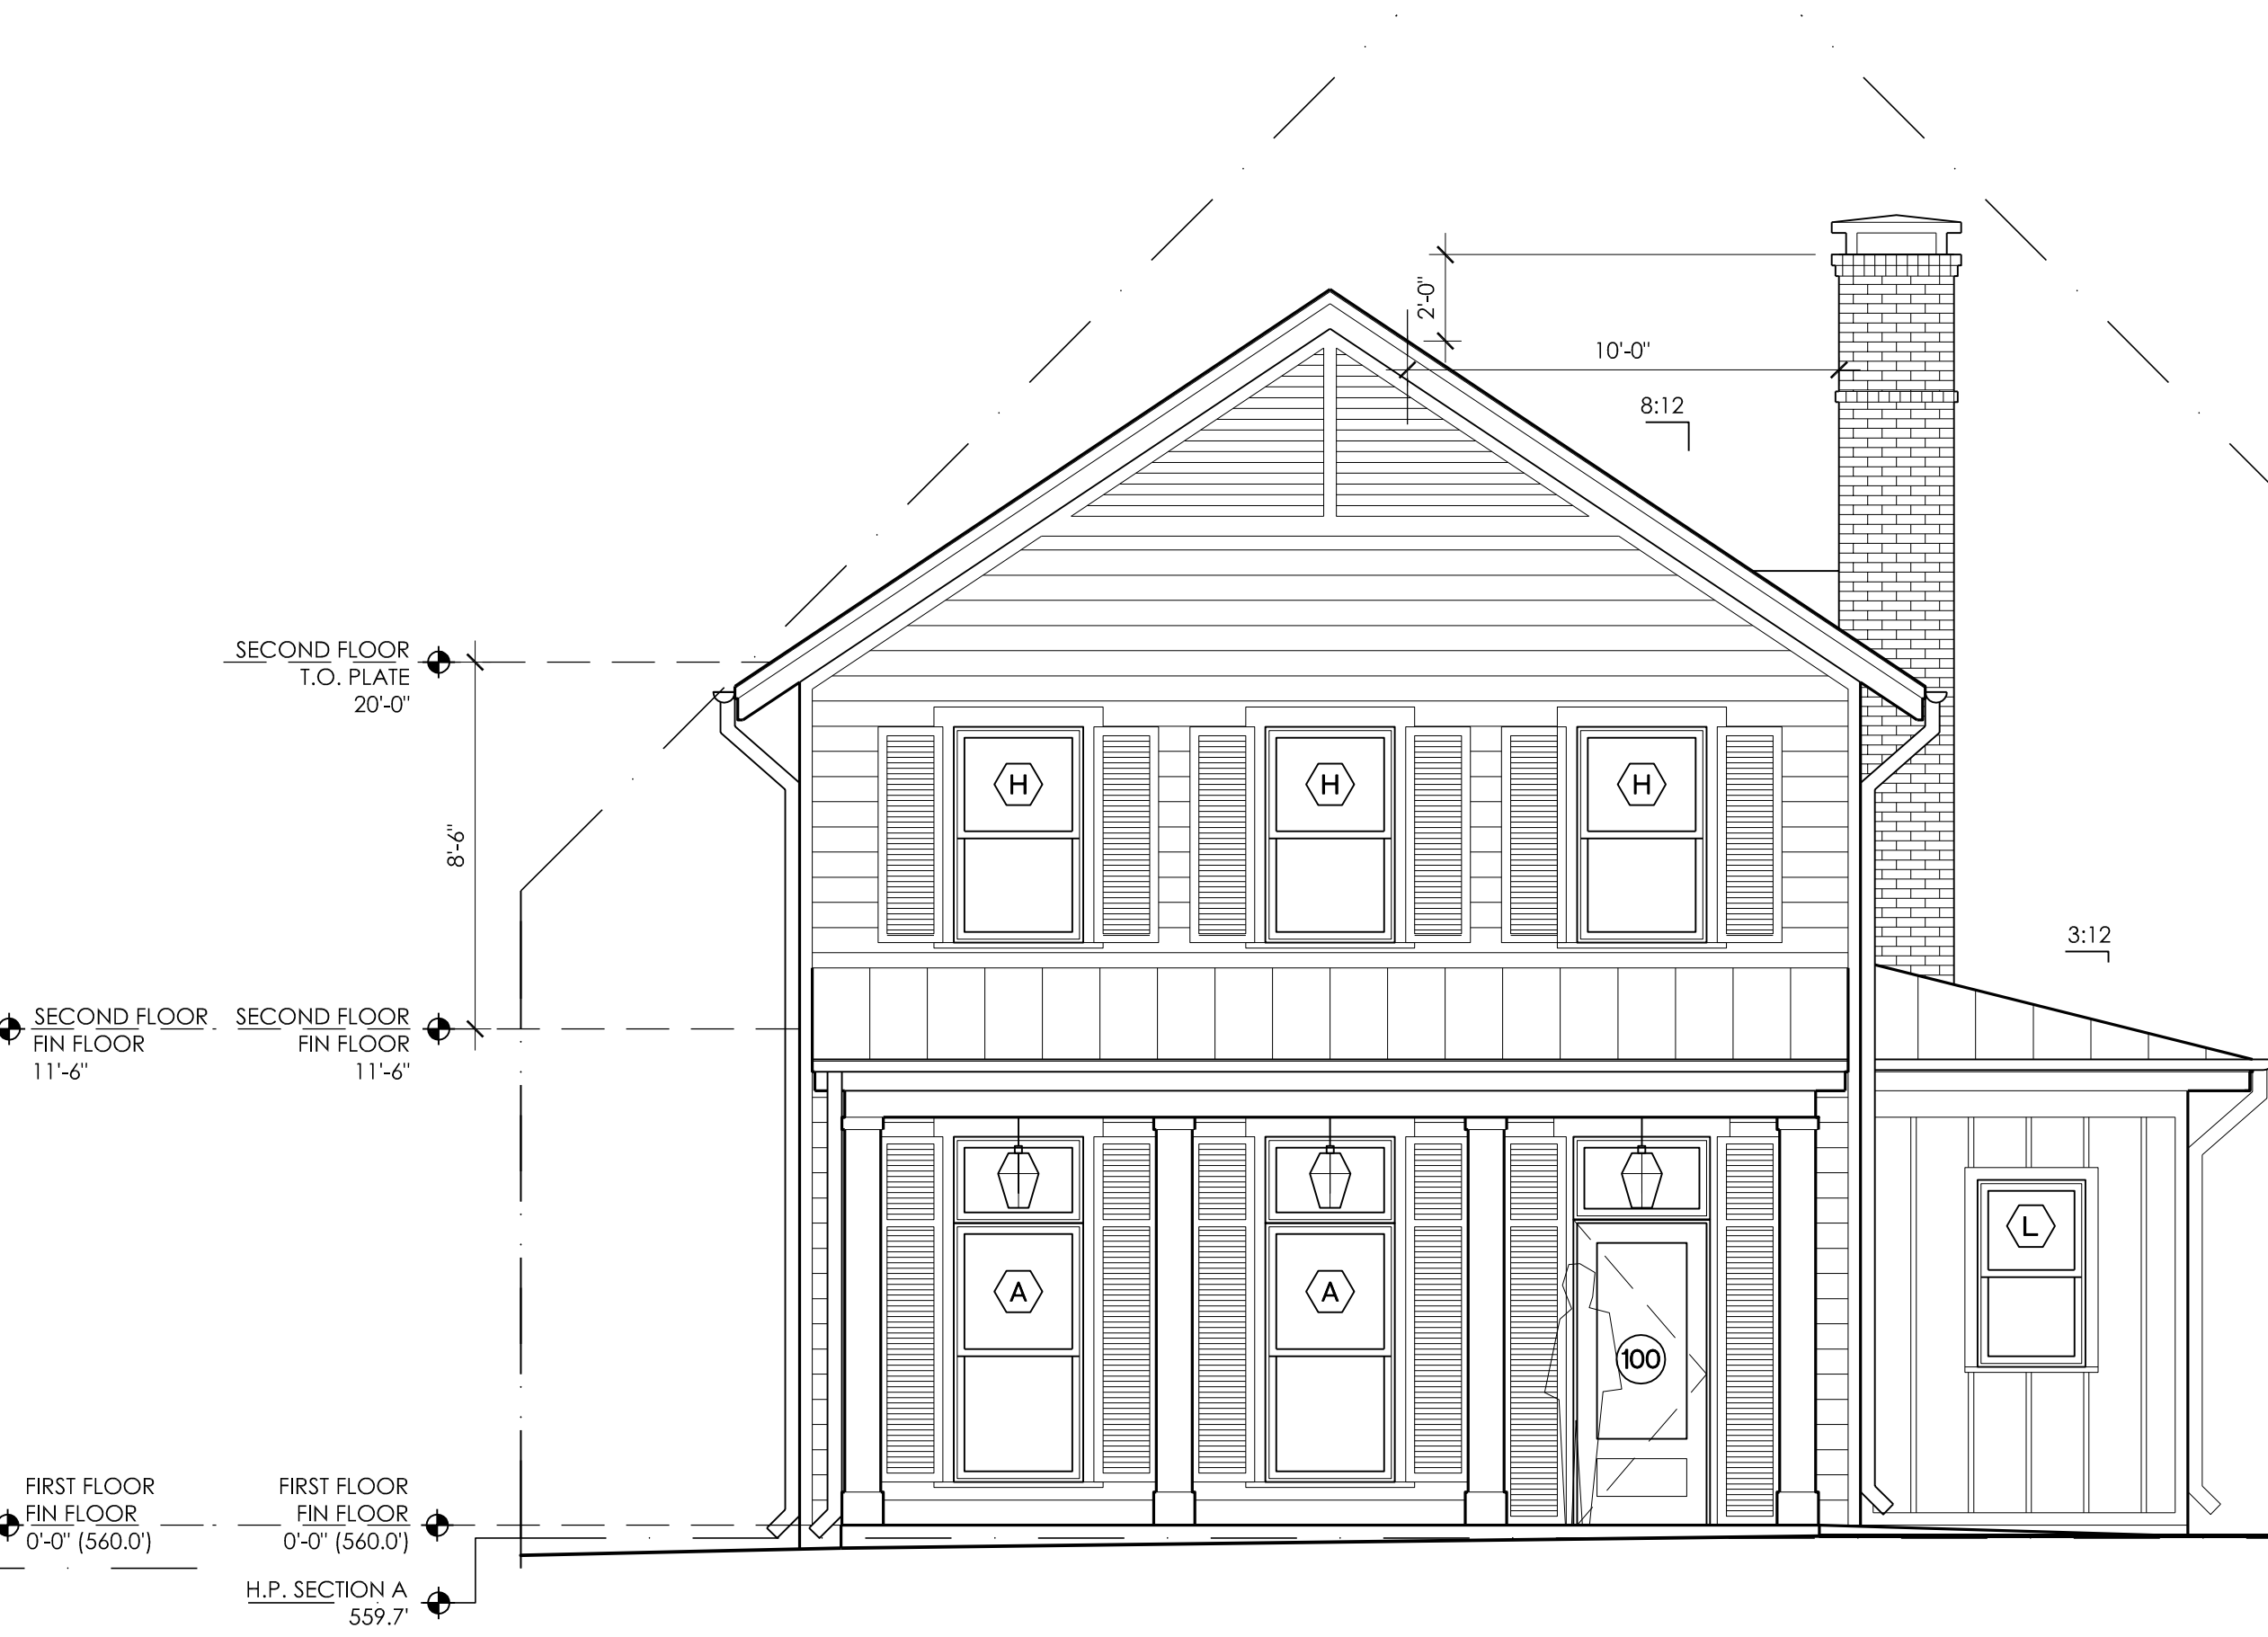 2'-0"
10'-0"
8:12
SECOND FLOOR
T.O. PLATE
20'-0"
H
H
H
8'-6"
3:12
SECOND FLOOR
FIN FLOOR
11'-6"
SECOND FLOOR
FIN FLOOR
11'-6"
L
A
A
100
FIRST FLOOR
FIN FLOOR
0'-0" (560.0')
FIRST FLOOR
FIN FLOOR
0'-0" (560.0')
H.P. SECTION A
559.7'